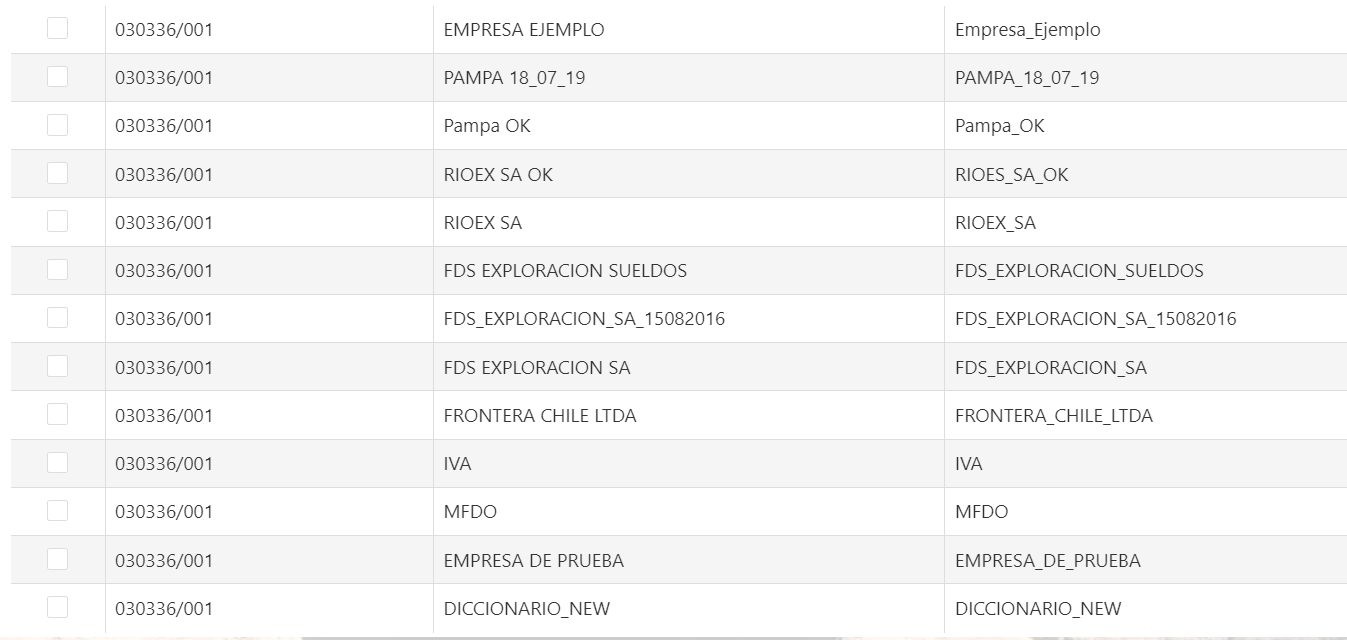 030336/001 EMPRESA EJEMPLO Empresa_Ejemplo
030336/001 PAMPA 18_07_19 PAMPA_18_07_19
030336/001 Pampa OK Pampa_OK
030336/001 RIOEX SA OK RIOES_SA_OK
030336/001 RIOEX SA RIOEX_SA
030336/001 FDS EXPLORACION SUELDOS FDS_EXPLORACION_SUELDOS
030336/001 FDS_EXPLORACION_SA_15082016 FDS_EXPLORACION_SA_15082016
030336/001 FDS EXPLORACION SA FDS_EXPLORACION_SA
030336/001 FRONTERA CHILE LTDA FRONTERA_CHILE_LTDA
030336/001 IVA IVA
030336/001 MFDO MFDO
030336/001 EMPRESA DE PRUEBA EMPRESA_DE_PRUEBA
030336/001 DICCIONARIO_NEW DICCIONARIO_NEW